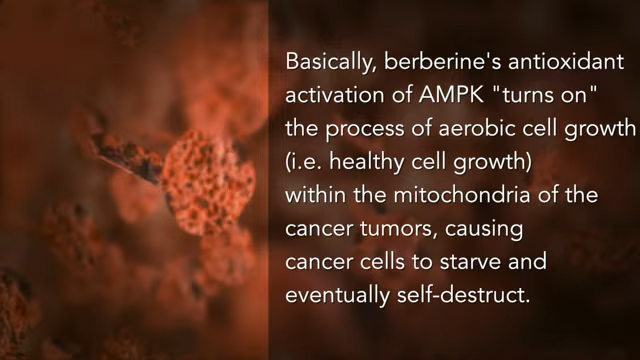 Basically, berberine's antioxidant
activation of AMPK "turns on"
the process of aerobic cell growth
(i.e. healthy cell growth)
within the mitochondria of the
cancer tumors, causing
cancer cells to starve and
eventually self-destruct.